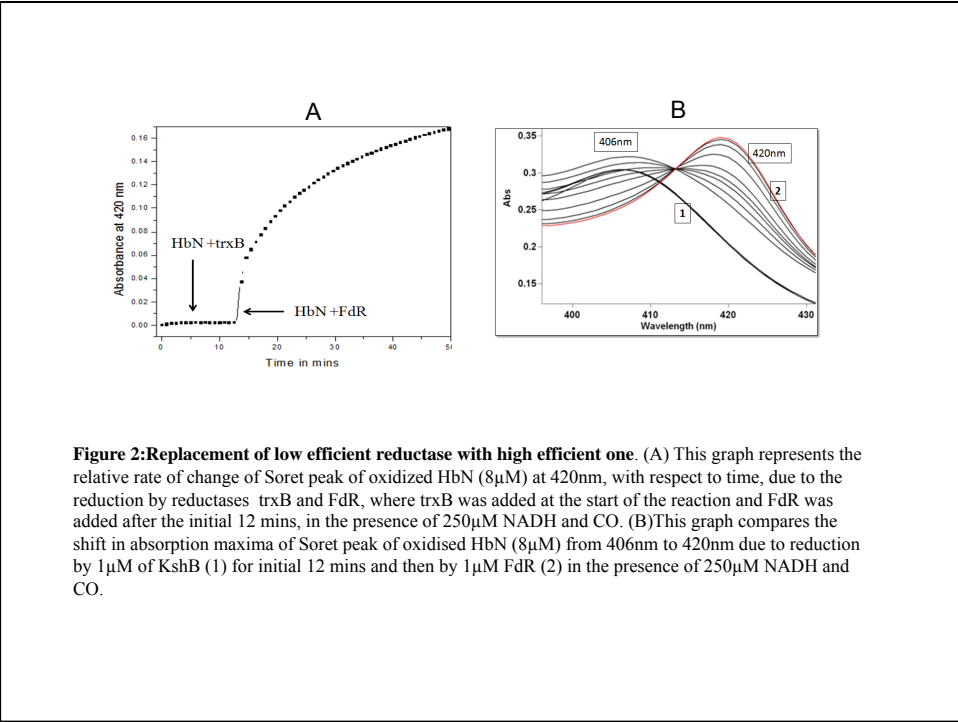 A
Absorbance at 420 nm
0.16
0.14
0.12
0.10
0.08
0.06
0.04
0.02
0.00
HbN+trxB
HbN+FdR
0 10 20 30 40 50
Time in mins
B
Abs
0.35
0.3
0.25
0.2
0.15
406nm
420nm
1
2
400 410 420 430
Wavelength (nm)
Figure 2:Replacement of low efficient reductase with high efficient one. (A) This graph represents the
relative rate of change of Soret peak of oxidized HbN (8μM) at 420nm, with respect to time, due to the
reduction by reductases trxB and FdR, where trxB was added at the start of the reaction and FdR was
added after the initial 12 mins, in the presence of 250μM NADH and CO. (B)This graph compares the
shift in absorption maxima of Soret peak of oxidised HbN (8μM) from 406nm to 420nm due to reduction
by 1μM of KshB (1) for initial 12 mins and then by 1μM FdR (2) in the presence of 250μM NADH and
CO.